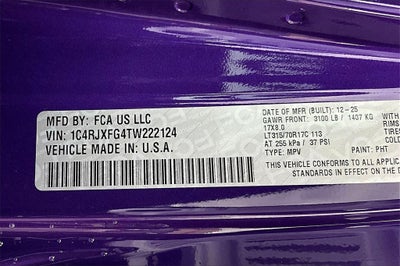 MFD BY: FCA US LLC
VIN: 1C4RJXFG4TW222124
VEHICLE MADE IN: U.S.A.
DATE OF MFR (BUILT): 12-25
GAWR FRONT: 3100 LB / 1407 KG
17X8.0
LT315/70R17C 113
AT 255 kPa / 37 PSI
TYPE: MPV
PAINT: PHT
THIS VEHICLE CONFORMS TO ALL APPLICABLE
STANDARDS IN EFFECT ON THE D